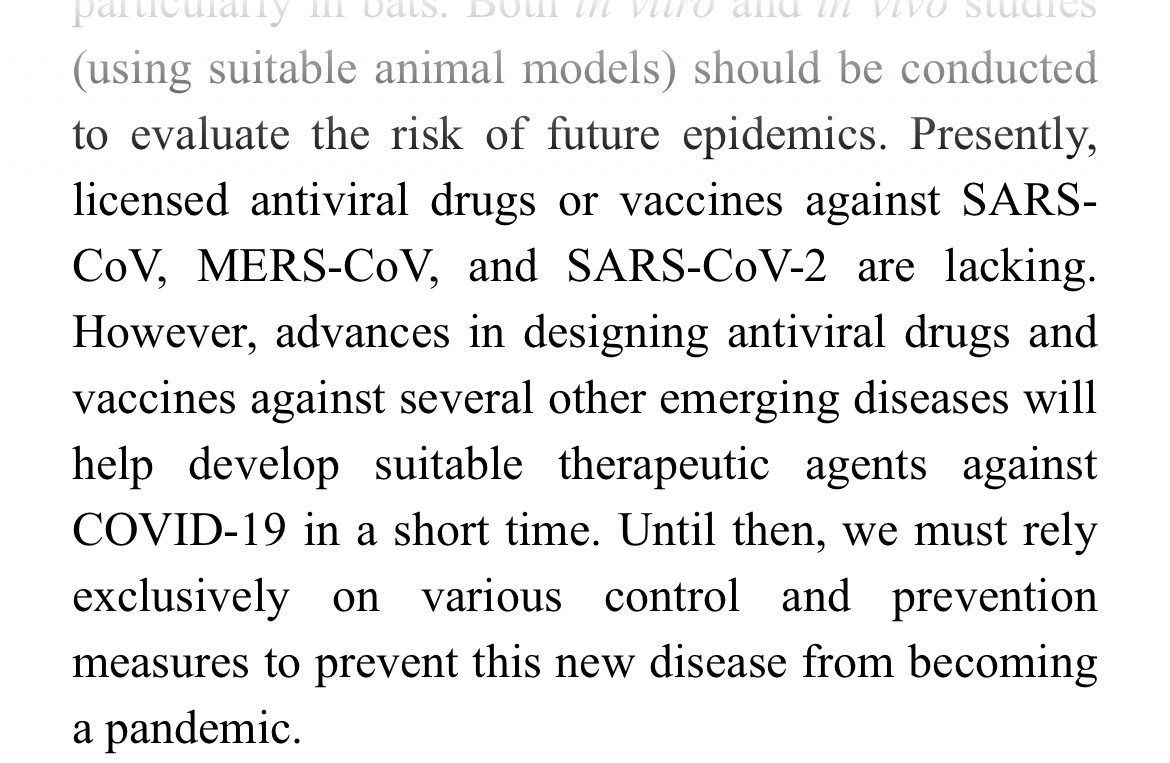 particularly in bats. Both in vitro and in vivo studies
(using suitable animal models) should be conducted
to evaluate the risk of future epidemics. Presently,
licensed antiviral drugs or vaccines against SARS-
CoV, MERS-CoV, and SARS-CoV-2 are lacking.
However, advances in designing antiviral drugs and
vaccines against several other emerging diseases will
help develop suitable therapeutic agents against
COVID-19 in a short time. Until then, we must rely
exclusively on various control and prevention
measures to prevent this new disease from becoming
a pandemic.